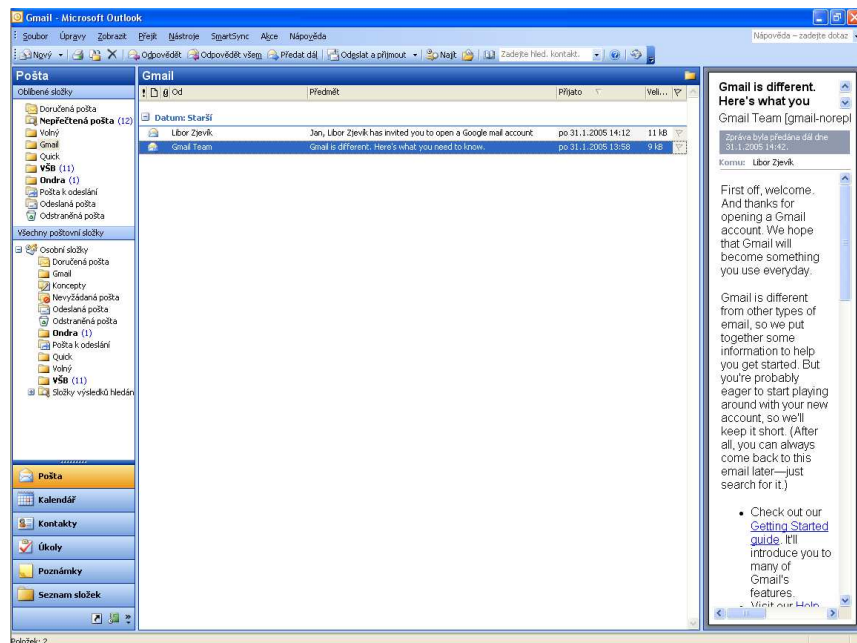 Gmail - Microsoft Outlook
Soubor Úpravy Zobrazit Přejít Nástroje SmartSync Akce Nápověda
Nápověda – zadejte dotaz
Nový Odpovědět Odpovědět všem Předat dál Odeslat a přijmout Najít Zadejte hled. kontakt.
Pošta
Oblíbené složky
Doručená pošta
Nepřečtená pošta (12)
Volný
Gmail
Quick
VŠB (11)
Ondra (1)
Pošta k odeslání
Odeslaná pošta
Odstraněná pošta
Všechny poštovní složky
Osobní složky
Doručená pošta
Gmail
Koncepty
Nevyžádaná pošta
Odeslaná pošta
Odstraněná pošta
Ondra (1)
Pošta k odeslání
Quick
Volný
VŠB (11)
Složky výsledků hledán
Pošta
Kalendář
Kontakty
Úkoly
Poznámky
Seznam složek
Položek: 2
Gmail
Od Předmět Přijato Veli...
Datum: Starší
Libor Zjevík Jan, Libor Zjevík has invited you to open a Google mail account po 31.1.2005 14:12 11 kB
Gmail Team Gmail is different. Here's what you need to know. po 31.1.2005 13:58 9 kB
Gmail is different.
Here's what you
Gmail Team [gmail-norepl
Zpráva byla předána dál dne
31.1.2005 14:42.
Komu: Libor Zjevík
First off, welcome.
And thanks for
opening a Gmail
account. We hope
that Gmail will
become something
you use everyday.
Gmail is different
from other types of
email, so we put
together some
information to help
you get started. But
you're probably
eager to start playing
around with your new
account, so we'll
keep it short. (After
all, you can always
come back to this
email later—just
search for it.)
• Check out our
Getting Started
guide. It'll
introduce you to
many of
Gmail's
features.
• Visit our Help